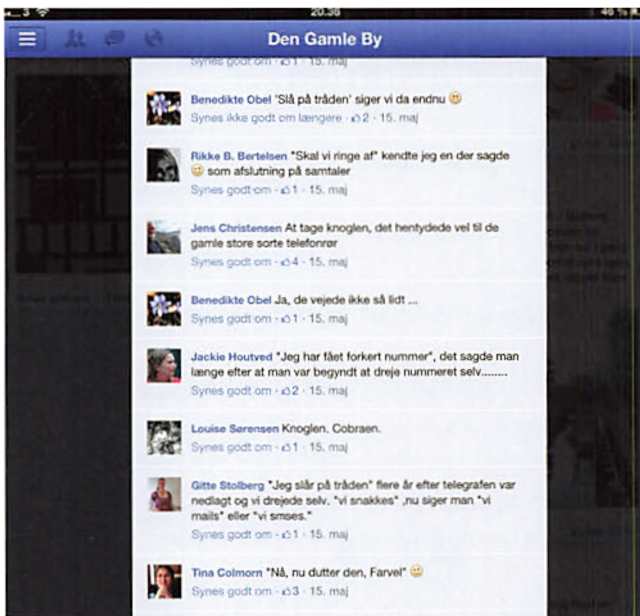 3
20.38
46 %
Den Gamle By
Synes godt om · 1 · 15. maj
Benedikte Obel 'Slå på tråden' siger vi da endnu
Synes ikke godt om længere · 2 · 15. maj
Rikke B. Bertelsen "Skal vi ringe af" kendte jeg en der sagde
som afslutning på samtaler
Synes godt om · 1 · 15. maj
Jens Christensen At tage knoglen, det hentydede vel til de
gamle store sorte telefonrør
Synes godt om · 4 · 15. maj
Benedikte Obel Ja, de vejede ikke så lidt ...
Synes godt om · 1 · 15. maj
Jackie Houtved "Jeg har fået forkert nummer", det sagde man
længe efter at man var begyndt at dreje nummeret selv........
Synes godt om · 2 · 15. maj
Louise Sørensen Knoglen. Cobraen.
Synes godt om · 1 · 15. maj
Gitte Stolberg "Jeg slår på tråden" flere år efter telegrafen var
nedlagt og vi drejede selv. "vi snakkes" ,nu siger man "vi
mails" eller "vi smses."
Synes godt om · 1 · 15. maj
Tina Colmorn "Nå, nu dutter den, Farvel"
Synes godt om · 3 · 15. maj